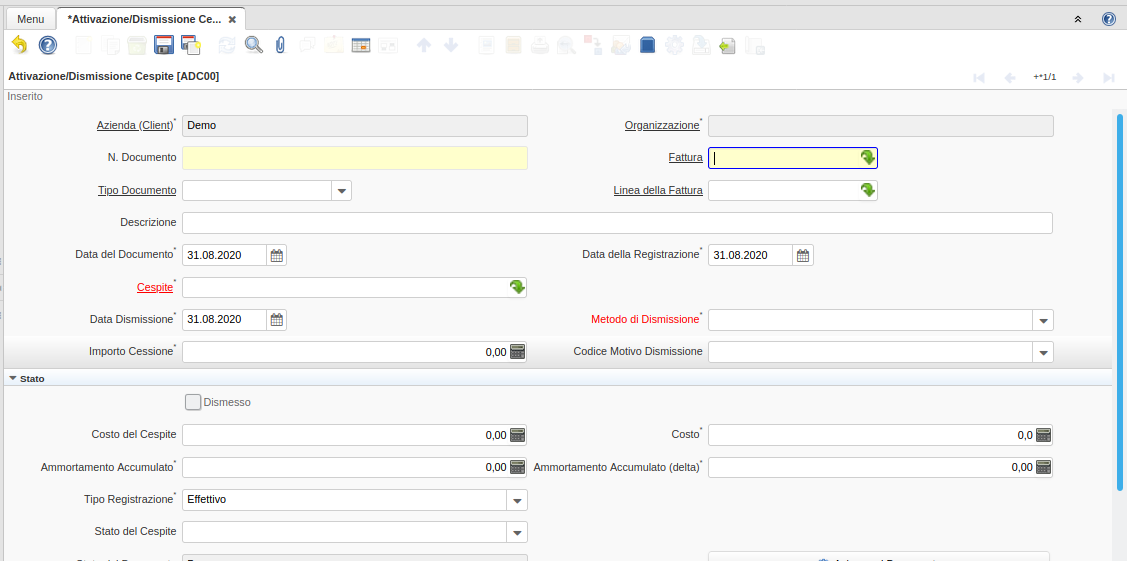 Menu *Attivazione/Dismissione Ce...
Attivazione/Dismissione Cespite [ADC00] +*1/1
Inserito
Azienda (Client)* Demo Organizzazione*
N. Documento Fattura
Tipo Documento Linea della Fattura
Descrizione
Data del Documento* 31.08.2020 Data della Registrazione* 31.08.2020
Cespite*
Data Dismissione* 31.08.2020 Metodo di Dismissione*
Importo Cessione* 0,00 Codice Motivo Dismissione
Stato
Dismesso
Costo del Cespite 0,00 Costo* 0,0
Ammortamento Accumulato* 0,00 Ammortamento Accumulato (delta)* 0,00
Tipo Registrazione* Effettivo
Stato del Cespite